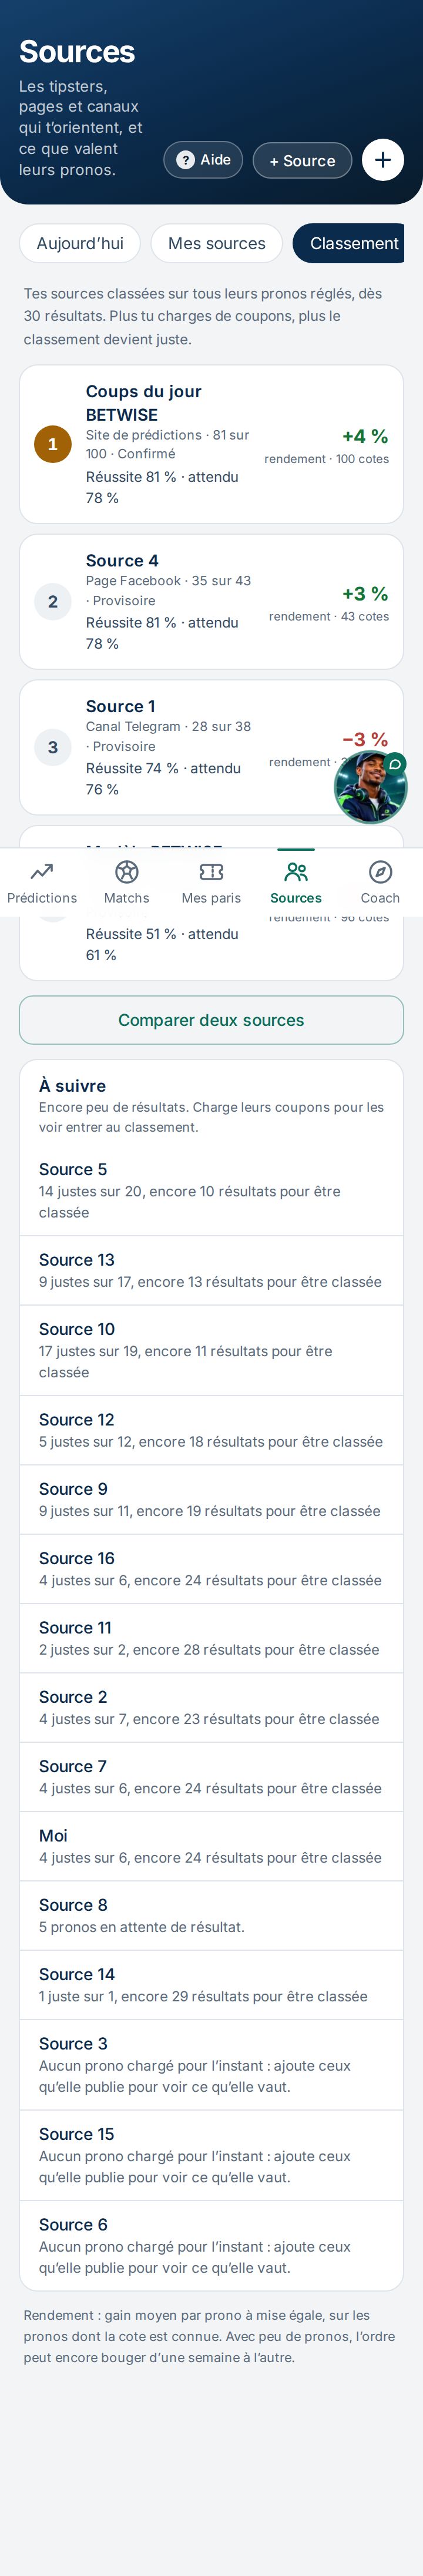 Sources
Les tipsters,
pages et canaux
qui t’orientent, et
ce que valent
leurs pronos.
? Aide
+ Source
Aujourd’hui
Mes sources
Classement
Tes sources classées sur tous leurs pronos réglés, dès
30 résultats. Plus tu charges de coupons, plus le
classement devient juste.
1
Coups du jour
BETWISE
Site de prédictions · 81 sur
100 · Confirmé
Réussite 81 % · attendu
78 %
+4 %
rendement · 100 cotes
2
Source 4
Page Facebook · 35 sur 43
· Provisoire
Réussite 81 % · attendu
78 %
+3 %
rendement · 43 cotes
3
Source 1
Canal Telegram · 28 sur 38
· Provisoire
Réussite 74 % · attendu
76 %
−3 %
rendement ·
Prédictions
Matchs
Mes paris
Sources
Coach
rendement · 96 cotes
Réussite 51 % · attendu
61 %
Comparer deux sources
À suivre
Encore peu de résultats. Charge leurs coupons pour les
voir entrer au classement.
Source 5
14 justes sur 20, encore 10 résultats pour être
classée
Source 13
9 justes sur 17, encore 13 résultats pour être classée
Source 10
17 justes sur 19, encore 11 résultats pour être
classée
Source 12
5 justes sur 12, encore 18 résultats pour être classée
Source 9
9 justes sur 11, encore 19 résultats pour être classée
Source 16
4 justes sur 6, encore 24 résultats pour être classée
Source 11
2 justes sur 2, encore 28 résultats pour être classée
Source 2
4 justes sur 7, encore 23 résultats pour être classée
Source 7
4 justes sur 6, encore 24 résultats pour être classée
Moi
4 justes sur 6, encore 24 résultats pour être classée
Source 8
5 pronos en attente de résultat.
Source 14
1 juste sur 1, encore 29 résultats pour être classée
Source 3
Aucun prono chargé pour l’instant : ajoute ceux
qu’elle publie pour voir ce qu’elle vaut.
Source 15
Aucun prono chargé pour l’instant : ajoute ceux
qu’elle publie pour voir ce qu’elle vaut.
Source 6
Aucun prono chargé pour l’instant : ajoute ceux
qu’elle publie pour voir ce qu’elle vaut.
Rendement : gain moyen par prono à mise égale, sur les
pronos dont la cote est connue. Avec peu de pronos, l’ordre
peut encore bouger d’une semaine à l’autre.